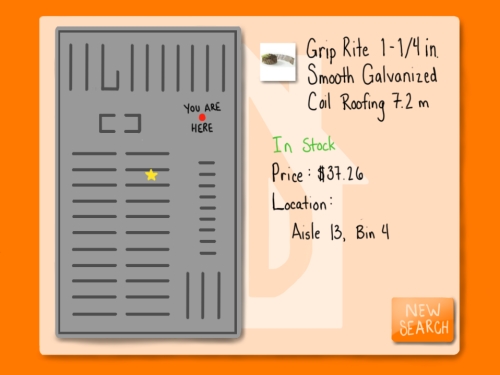 YOU ARE
HERE
Grip Rite 1-1/4 in.
Smooth Galvanized
Coil Roofing 7.2 m
In Stock
Price: $37.26
Location:
Aisle 13, Bin 4
NEW
SEARCH